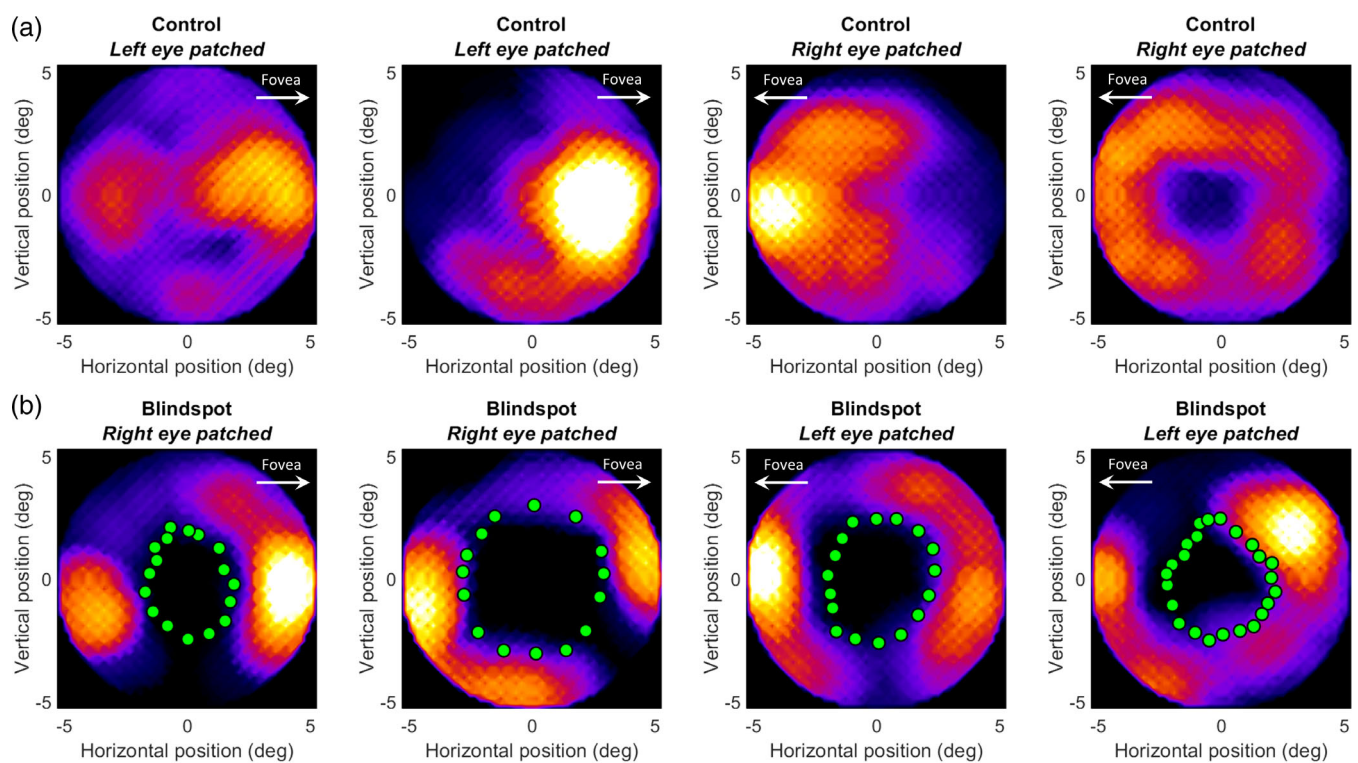 (a)
Control
Left eye patched
Control
Left eye patched
Control
Right eye patched
Control
Right eye patched
5
0
-5
Vertical position (deg)
Fovea
-5 0 5
Horizontal position (deg)
5
0
-5
Vertical position (deg)
Fovea
-5 0 5
Horizontal position (deg)
5
0
-5
Vertical position (deg)
Fovea
-5 0 5
Horizontal position (deg)
5
0
-5
Vertical position (deg)
Fovea
-5 0 5
Horizontal position (deg)
(b)
Blindspot
Right eye patched
Blindspot
Right eye patched
Blindspot
Left eye patched
Blindspot
Left eye patched
5
0
-5
Vertical position (deg)
Fovea
-5 0 5
Horizontal position (deg)
5
0
-5
Vertical position (deg)
Fovea
-5 0 5
Horizontal position (deg)
5
0
-5
Vertical position (deg)
Fovea
-5 0 5
Horizontal position (deg)
5
0
-5
Vertical position (deg)
Fovea
-5 0 5
Horizontal position (deg)